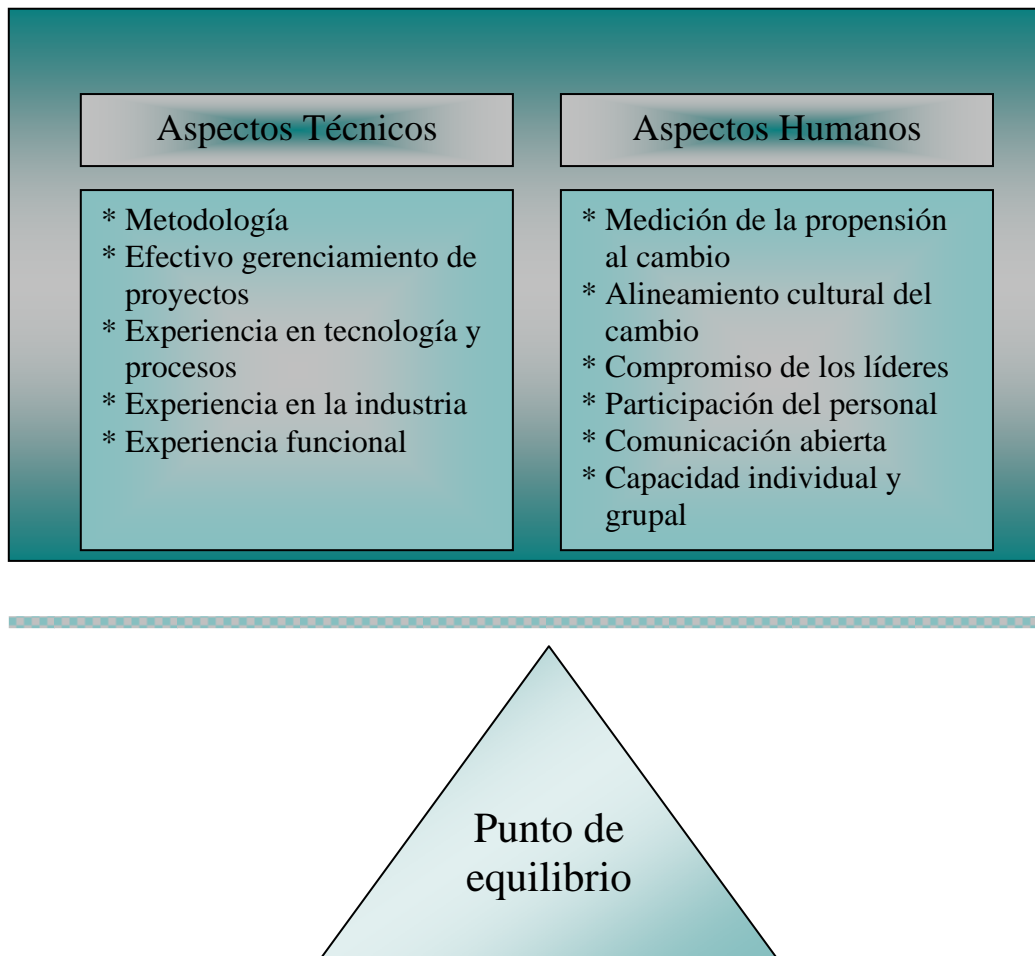 Aspectos Técnicos
* Metodología
* Efectivo gerenciamiento de
proyectos
* Experiencia en tecnología y
procesos
* Experiencia en la industria
* Experiencia funcional
Aspectos Humanos
* Medición de la propensión
al cambio
* Alineamiento cultural del
cambio
* Compromiso de los líderes
* Participación del personal
* Comunicación abierta
* Capacidad individual y
grupal
Punto de
equilibrio